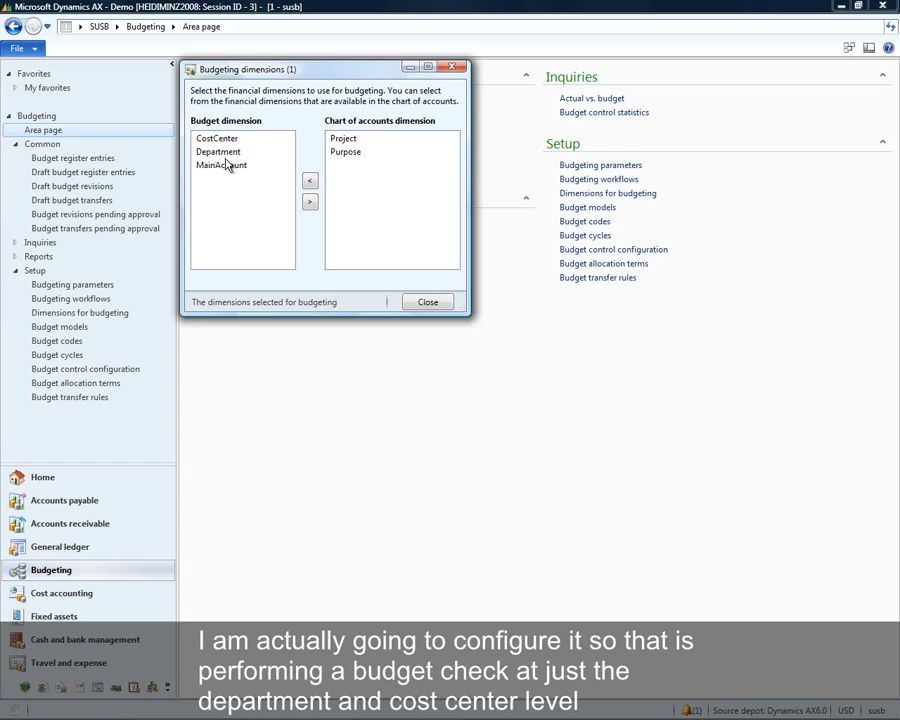 Microsoft Dynamics AX - Demo [HEIDIMINZ2008: Session ID - 3] - [1 - susb]
SUSB
Budgeting
Area page
File
Favorites
My favorites
Budgeting
Area page
Common
Budget register entries
Draft budget register entries
Draft budget revisions
Draft budget transfers
Budget revisions pending approval
Budget transfers pending approval
Inquiries
Reports
Setup
Budgeting parameters
Budgeting workflows
Dimensions for budgeting
Budget models
Budget codes
Budget cycles
Budget control configuration
Budget allocation terms
Budget transfer rules
Home
Accounts payable
Accounts receivable
General ledger
Budgeting
Cost accounting
Fixed assets
Cash and bank management
Travel and expense
Budgeting dimensions (1)
Select the financial dimensions to use for budgeting. You can select
from the financial dimensions that are available in the chart of accounts.
Budget dimension
CostCenter
Department
MainAccount
<
>
Chart of accounts dimension
Project
Purpose
The dimensions selected for budgeting
Close
Inquiries
Actual vs. budget
Budget control statistics
Setup
Budgeting parameters
Budgeting workflows
Dimensions for budgeting
Budget models
Budget codes
Budget cycles
Budget control configuration
Budget allocation terms
Budget transfer rules
I am actually going to configure it so that is
performing a budget check at just the
department and cost center level
(1)
Source depot: Dynamics AX6.0
USD
susb